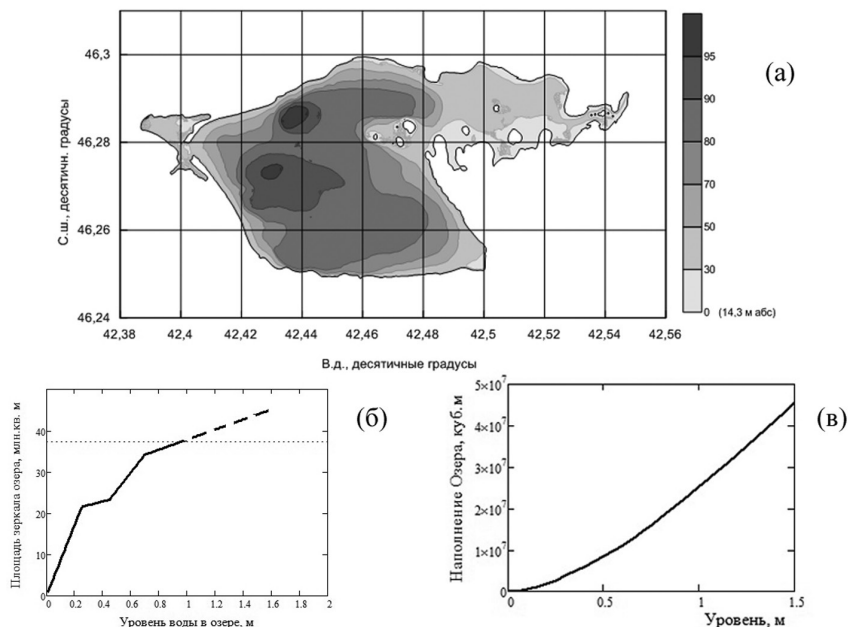 (а)
С.ш., десятичн. градусы
46,3
46,28
46,26
46,24
42,38 42,4 42,42 42,44 42,46 42,48 42,5 42,52 42,54 42,56
В.д., десятичные градусы
95
90
80
70
50
30
0 (14,3 м абс)
(б)
Площадь зеркала озера, млн.кв. м
40
30
20
10
0
0 0.2 0.4 0.6 0.8 1 1.2 1.4 1.6 1.8 2
Уровень воды в озере, м
(в)
Наполнение Озера, куб.м
5×10⁷
4×10⁷
3×10⁷
2×10⁷
1×10⁷
0
0 0.5 1 1.5
Уровень, м